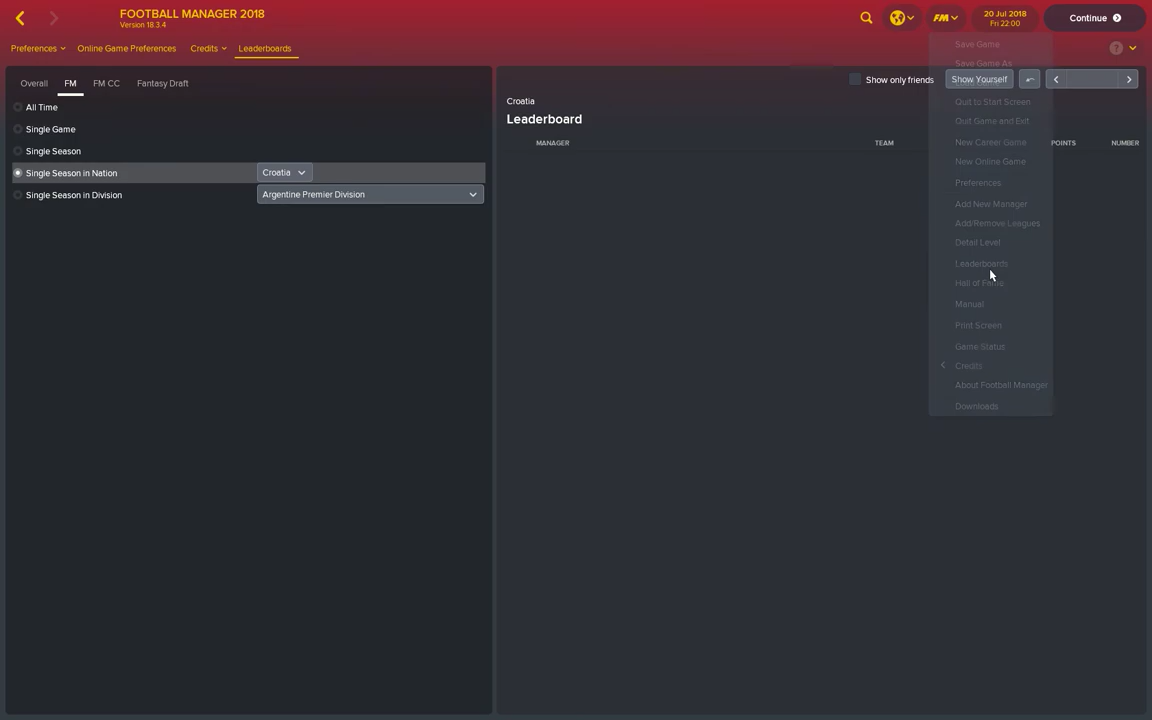 FOOTBALL MANAGER 2018
Version 18.3.4
FM
20 Jul 2018
Fri 22:00
Continue
Preferences
Online Game Preferences
Credits
Leaderboards
?
Overall
FM
FM CC
Fantasy Draft
All Time
Single Game
Single Season
Single Season in Nation
Croatia
Single Season in Division
Argentine Premier Division
Show only friends
Show Yourself
Croatia
Leaderboard
MANAGER
TEAM
POINTS
NUMBER
Save Game
Save Game As
Quit to Start Screen
Quit Game and Exit
New Career Game
New Online Game
Preferences
Add New Manager
Add/Remove Leagues
Detail Level
Leaderboards
Hall of Fame
Manual
Print Screen
Game Status
Credits
About Football Manager
Downloads